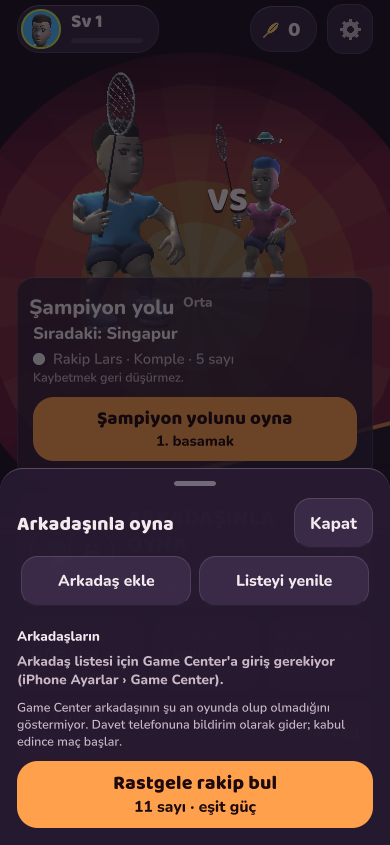 Sv 1
0
VS
Şampiyon yolu Orta
Sıradaki: Singapur
Rakip Lars · Komple · 5 sayı
Kaybetmek geri düşürmez.
Şampiyon yolunu oyna
1. basamak
Arkadaşınla oyna
Kapat
Arkadaş ekle
Listeyi yenile
Arkadaşların
Arkadaş listesi için Game Center'a giriş gerekiyor
(iPhone Ayarlar › Game Center).
Game Center arkadaşının şu an oyunda olup olmadığını
göstermiyor. Davet telefonuna bildirim olarak gider; kabul
edince maç başlar.
Rastgele rakip bul
11 sayı · eşit güç